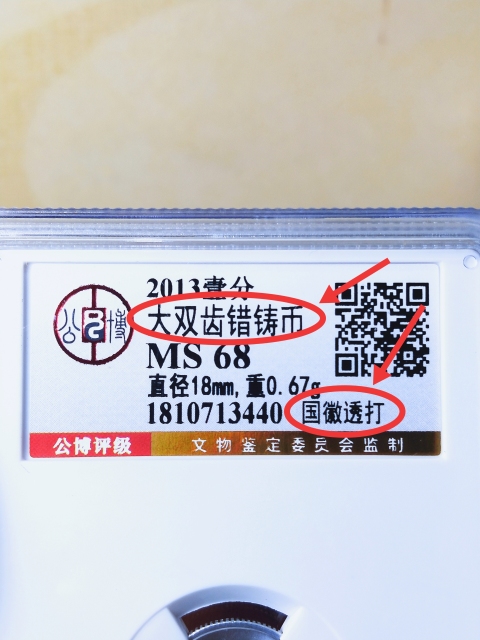 公博
2013壹分
大双齿错铸币
MS 68
直径18mm,重0.67g
1810713440 国徽透打
公博评级 文物鉴定委员会监制